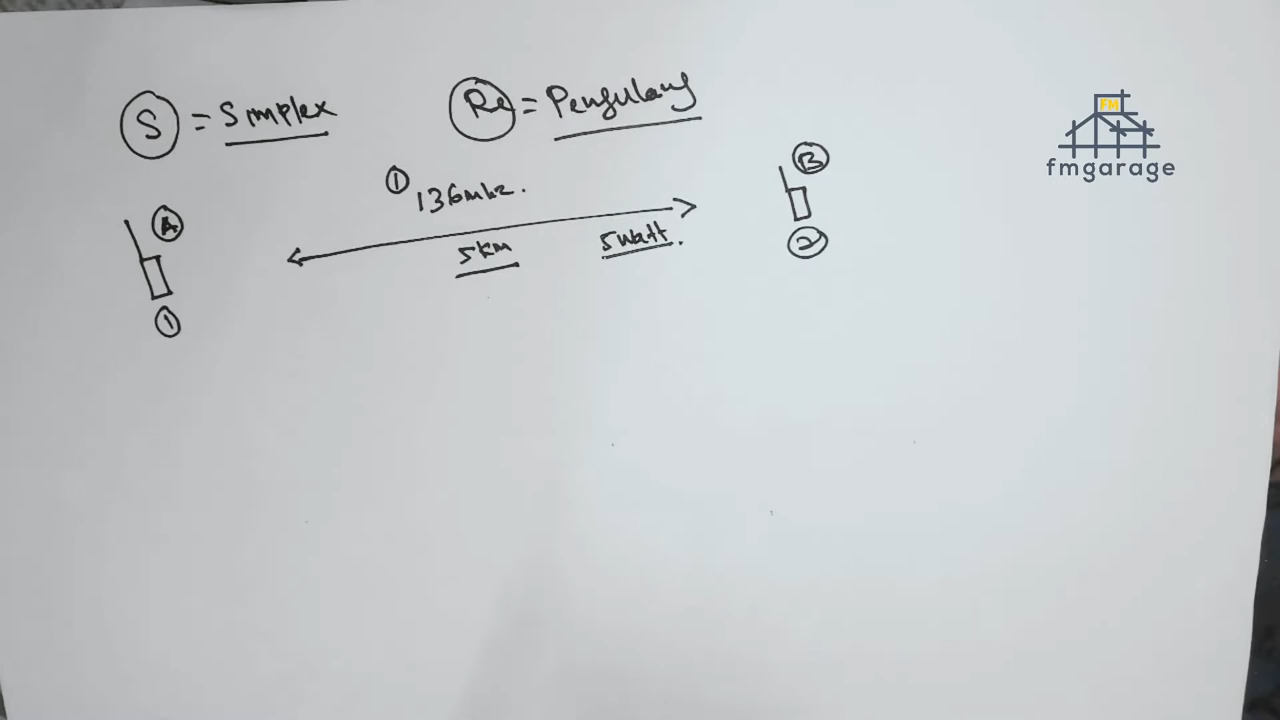 S = Simplex
Re = Pengulang
FM
fmgarage
B
1 136mhz.
A
5km
5watt.
2
1